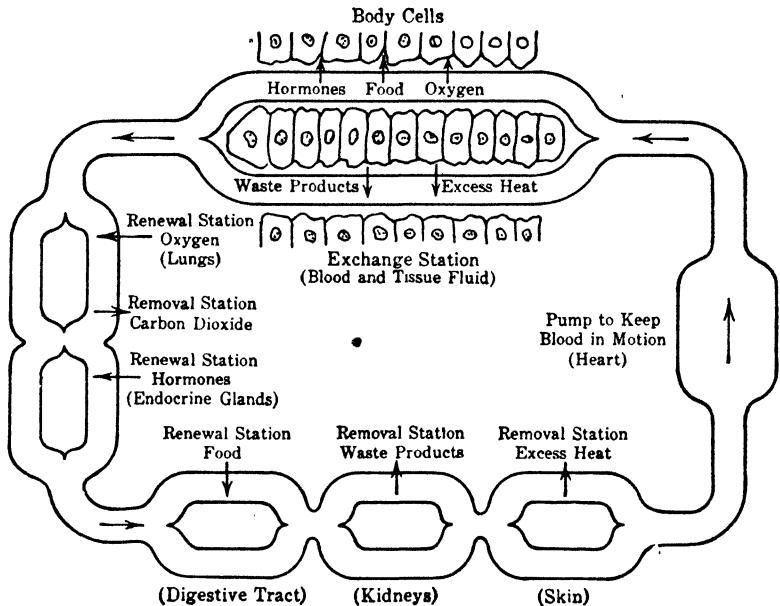 Body Cells
Hormones Food Oxygen
Waste Products Excess Heat
Exchange Station
(Blood and Tissue Fluid)
Renewal Station
Oxygen
(Lungs)
Removal Station
Carbon Dioxide
Renewal Station
Hormones
(Endocrine Glands)
Pump to Keep
Blood in Motion
(Heart)
Renewal Station
Food
Removal Station
Waste Products
Removal Station
Excess Heat
(Digestive Tract)
(Kidneys)
(Skin)